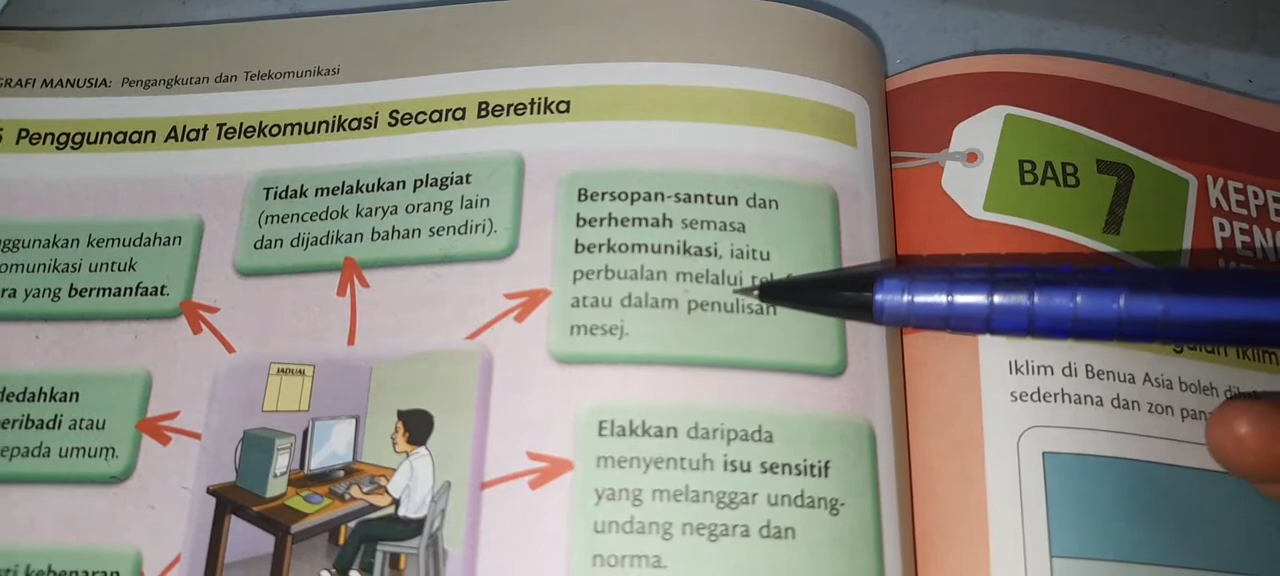 GRAFI MANUSIA: Pengangkutan dan Telekomunikasi
Penggunaan Alat Telekomunikasi Secara Beretika
ggunakan kemudahan
omunikasi untuk
ra yang bermanfaat.
Tidak melakukan plagiat
(mencedok karya orang lain
dan dijadikan bahan sendiri).
Bersopan-santun dan
berhemah semasa
berkomunikasi, iaitu
perbualan melalui
atau dalam penulisan
mesej.
dedahkan
eribadi atau
epada umum.
JADUAL
Elakkan daripada
menyentuh isu sensitif
yang melanggar undang-
undang negara dan
norma.
kebenaran
BAB 7
KEPE
PEN
Iklim
Iklim di Benua Asia boleh
sederhana dan zon